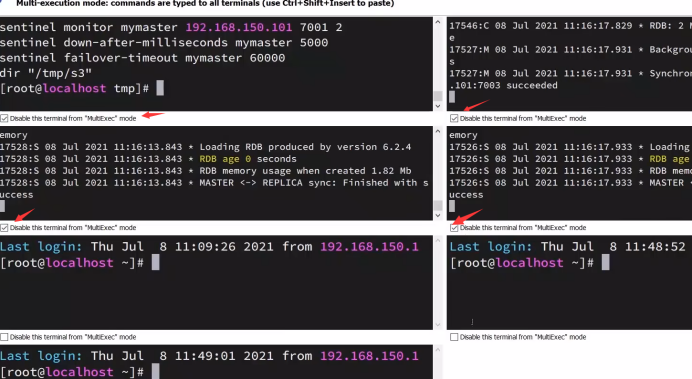 Multi-execution mode: commands are typed to all terminals (use Ctrl+Shift+Insert to paste)
sentinel monitor mymaster 192.168.150.101 7001 2
sentinel down-after-milliseconds mymaster 5000
sentinel failover-timeout mymaster 60000
dir "/tmp/s3"
[root@localhost tmp]#
17546:C 08 Jul 2021 11:16:17.829 * RDB: 2 M
e
17527:M 08 Jul 2021 11:16:17.931 * Backgrou
s
17527:M 08 Jul 2021 11:16:17.931 * Synchron
.101:7003 succeeded
Disable this terminal from "MultiExec" mode
Disable this terminal from "MultiExec" mode
emory
17528:S 08 Jul 2021 11:16:13.843 * Loading RDB produced by version 6.2.4
17528:S 08 Jul 2021 11:16:13.843 * RDB age 0 seconds
17528:S 08 Jul 2021 11:16:13.843 * RDB memory usage when created 1.82 Mb
17528:S 08 Jul 2021 11:16:13.843 * MASTER <-> REPLICA sync: Finished with s
uccess
emory
17526:S 08 Jul 2021 11:16:17.933 * Loading
17526:S 08 Jul 2021 11:16:17.933 * RDB age
17526:S 08 Jul 2021 11:16:17.933 * RDB memo
17526:S 08 Jul 2021 11:16:17.933 * MASTER <
uccess
Disable this terminal from "MultiExec" mode
Disable this terminal from "MultiExec" mode
Last login: Thu Jul  8 11:09:26 2021 from 192.168.150.1
[root@localhost ~]#
Last login: Thu Jul  8 11:48:52
[root@localhost ~]#
Disable this terminal from "MultiExec" mode
Disable this terminal from "MultiExec" mode
Last login: Thu Jul  8 11:49:01 2021 from 192.168.150.1
[root@localhost ~]#